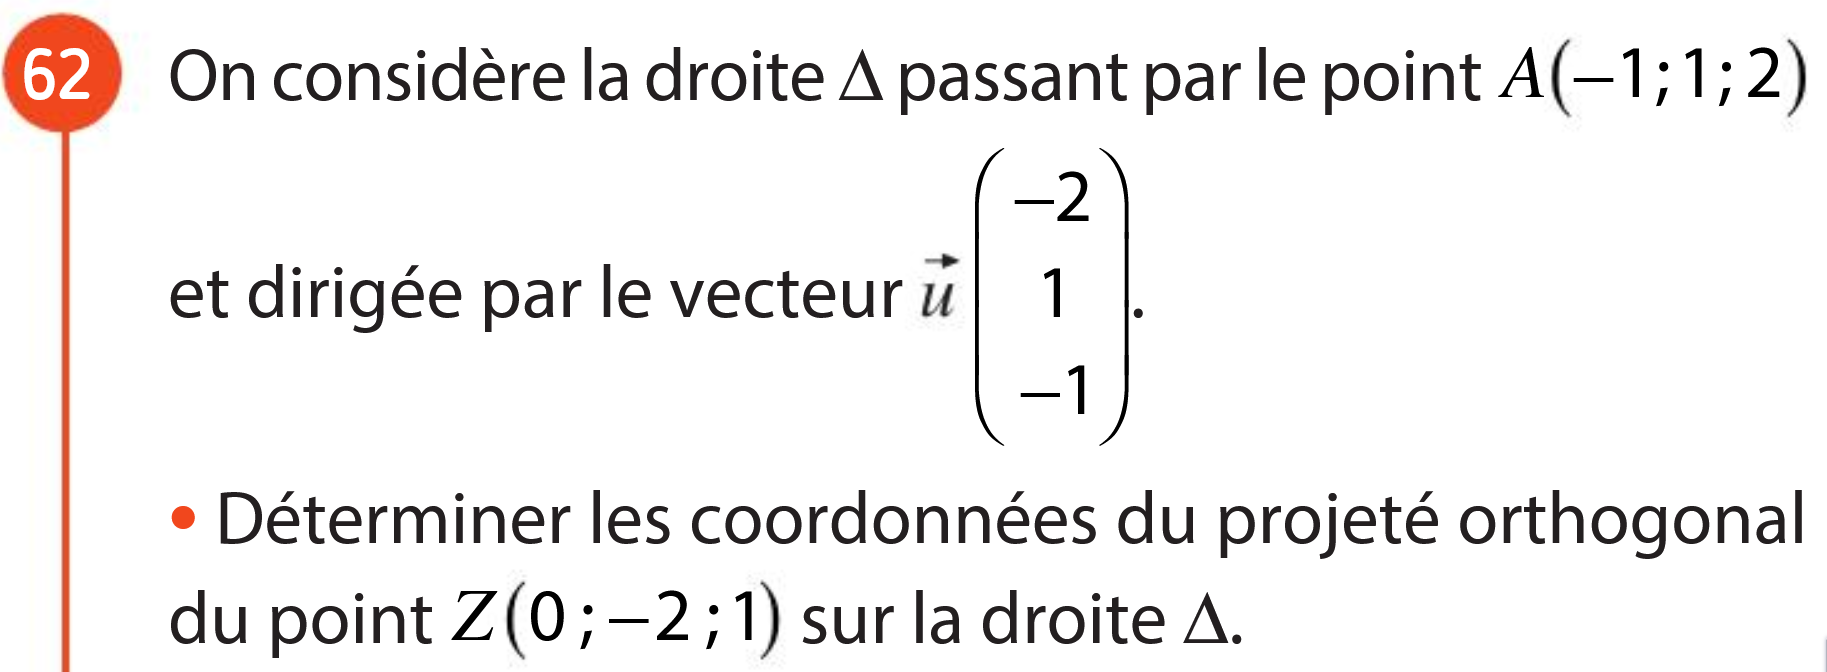 62 On considère la droite Δ passant par le point A(−1;1;2)
et dirigée par le vecteur u⃗ (−2 1 −1).
• Déterminer les coordonnées du projeté orthogonal
du point Z(0;−2;1) sur la droite Δ.